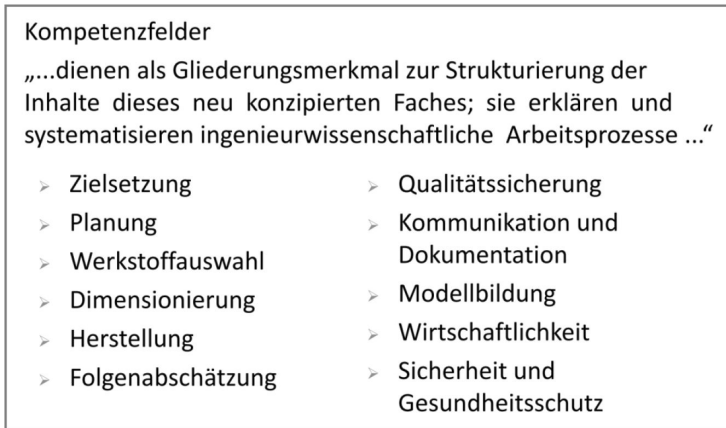 Kompetenzfelder
„...dienen als Gliederungsmerkmal zur Strukturierung der
Inhalte dieses neu konzipierten Faches; sie erklären und
systematisieren ingenieurwissenschaftliche Arbeitsprozesse ...“
Zielsetzung
Planung
Werkstoffauswahl
Dimensionierung
Herstellung
Folgenabschätzung
Qualitätssicherung
Kommunikation und
Dokumentation
Modellbildung
Wirtschaftlichkeit
Sicherheit und
Gesundheitsschutz